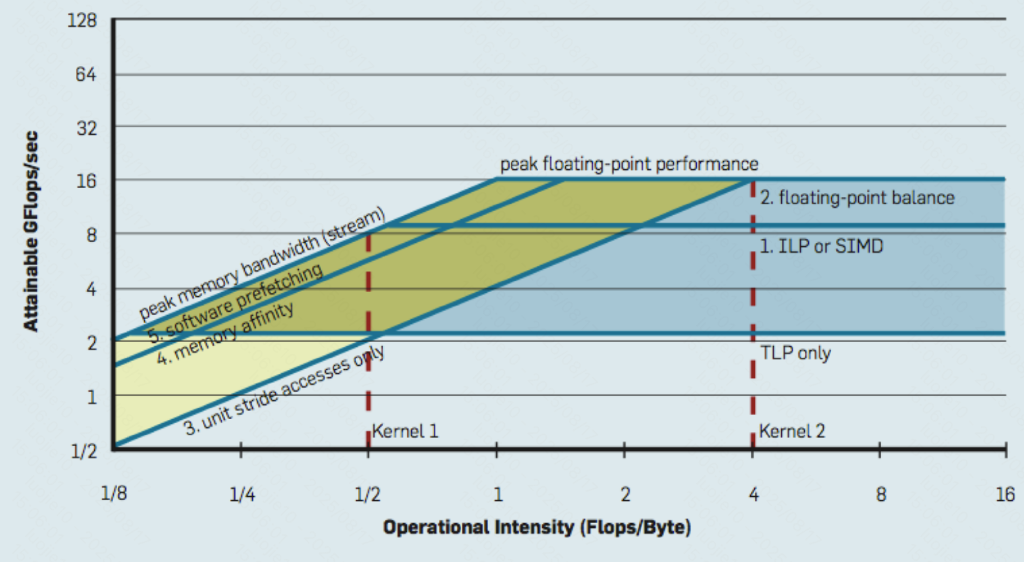 128
64
32
16
8
4
2
1
1/2
Attainable GFlops/sec
peak floating-point performance
2. floating-point balance
1. ILP or SIMD
TLP only
peak memory bandwidth (stream)
5. software prefetching
4. memory affinity
3. unit stride accesses only
Kernel 1
Kernel 2
1/8
1/4
1/2
1
2
4
8
16
Operational Intensity (Flops/Byte)